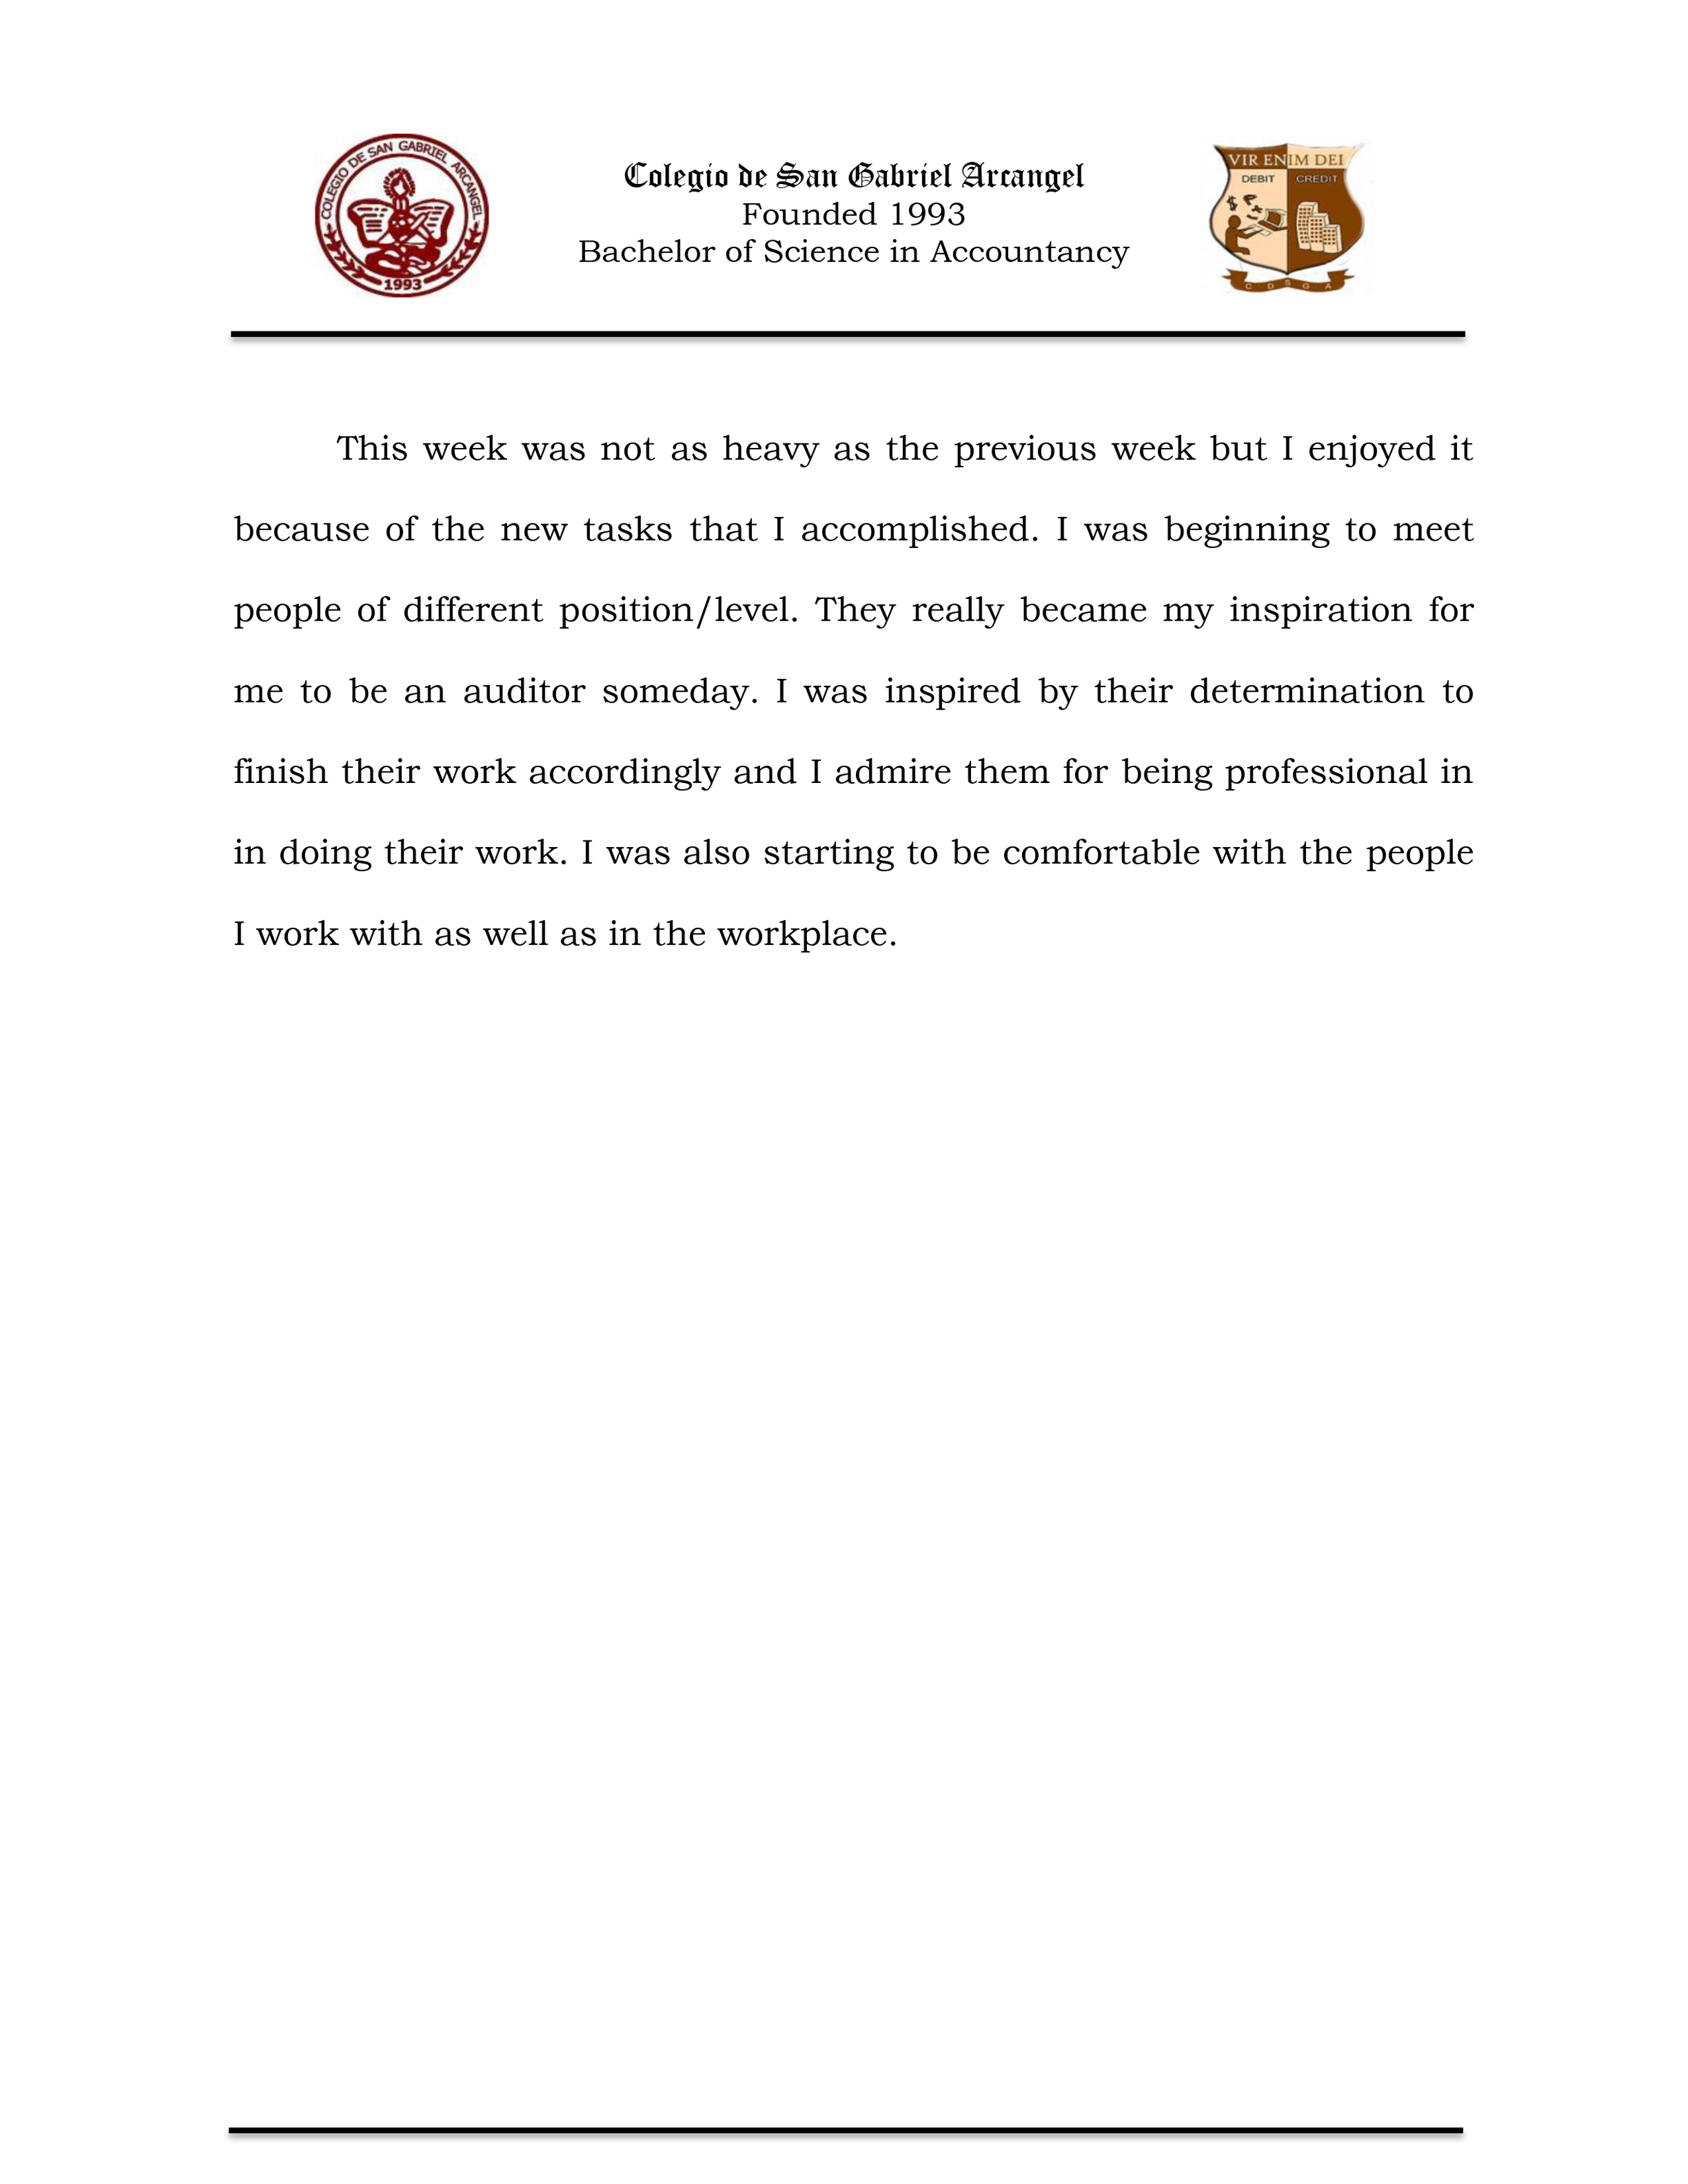 COLEGIO DE SAN GABRIEL ARCANGEL
1993
Colegio de San Gabriel Arcangel
Founded 1993
Bachelor of Science in Accountancy
VIR ENIM DEI
DEBIT CREDIT
C D S G A
This week was not as heavy as the previous week but I enjoyed it
because of the new tasks that I accomplished. I was beginning to meet
people of different position/level. They really became my inspiration for
me to be an auditor someday. I was inspired by their determination to
finish their work accordingly and I admire them for being professional in
in doing their work. I was also starting to be comfortable with the people
I work with as well as in the workplace.